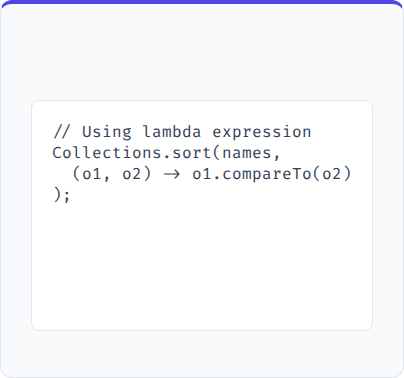 // Using lambda expression
Collections.sort(names,
  (o1, o2) -> o1.compareTo(o2)
);